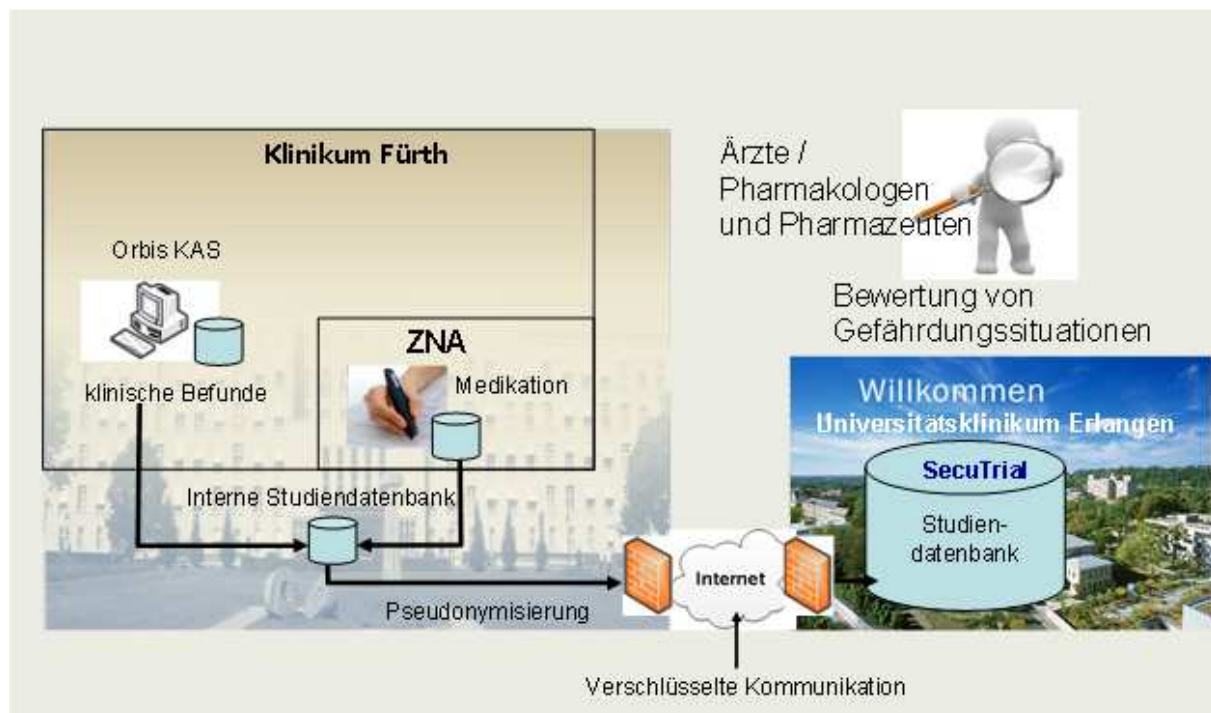 Klinikum Fürth
Orbis KAS
klinische Befunde
ZNA
Medikation
Interne Studiendatenbank
Pseudonymisierung
Internet
Verschlüsselte Kommunikation
Ärzte /
Pharmakologen
und Pharmazeuten
Bewertung von
Gefährdungssituationen
Willkommen
Universitätsklinikum Erlangen
SecuTrial
Studien-
datenbank